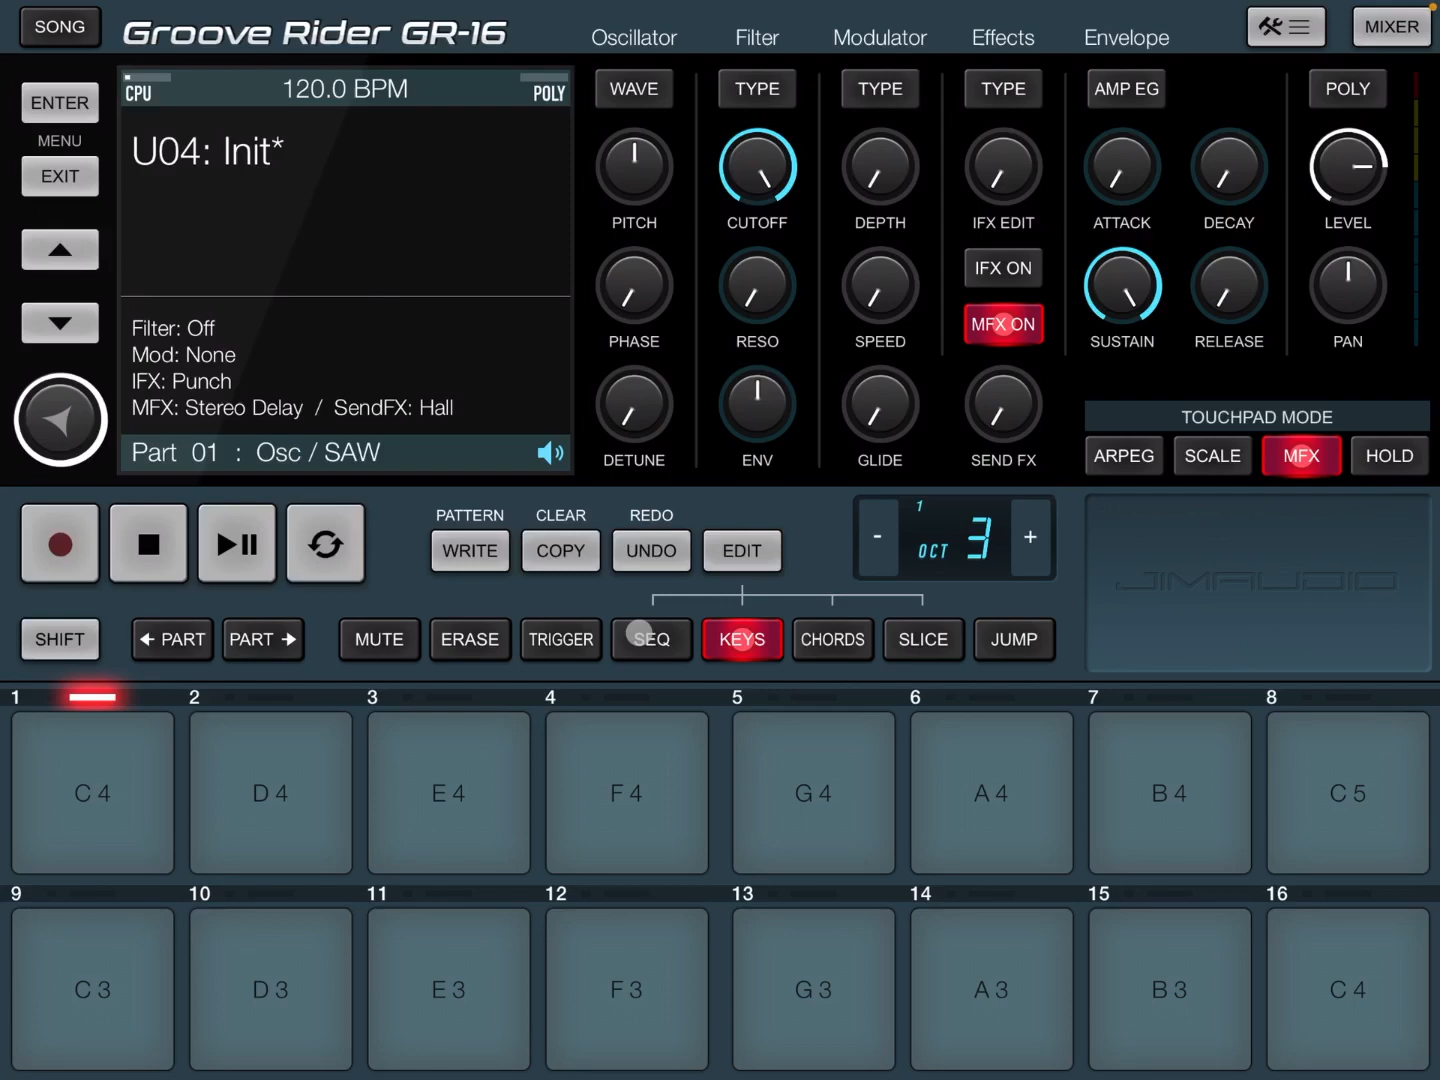 SONG
Groove Rider GR-16
Oscillator
Filter
Modulator
Effects
Envelope
MIXER
ENTER
MENU
EXIT
CPU
120.0 BPM
POLY
U04: Init*
Filter: Off
Mod: None
IFX: Punch
MFX: Stereo Delay / SendFX: Hall
Part 01 : Osc / SAW
WAVE
TYPE
TYPE
TYPE
AMP EG
POLY
PITCH
CUTOFF
DEPTH
IFX EDIT
ATTACK
DECAY
LEVEL
IFX ON
MFX ON
PHASE
RESO
SPEED
SUSTAIN
RELEASE
PAN
DETUNE
ENV
GLIDE
SEND FX
TOUCHPAD MODE
ARPEG
SCALE
MFX
HOLD
PATTERN
CLEAR
REDO
WRITE
COPY
UNDO
EDIT
-
1
OCT 3
+
JIMAUDIO
SHIFT
PART
PART
MUTE
ERASE
TRIGGER
SEQ
KEYS
CHORDS
SLICE
JUMP
1
2
3
4
5
6
7
8
C 4
D 4
E 4
F 4
G 4
A 4
B 4
C 5
9
10
11
12
13
14
15
16
C 3
D 3
E 3
F 3
G 3
A 3
B 3
C 4